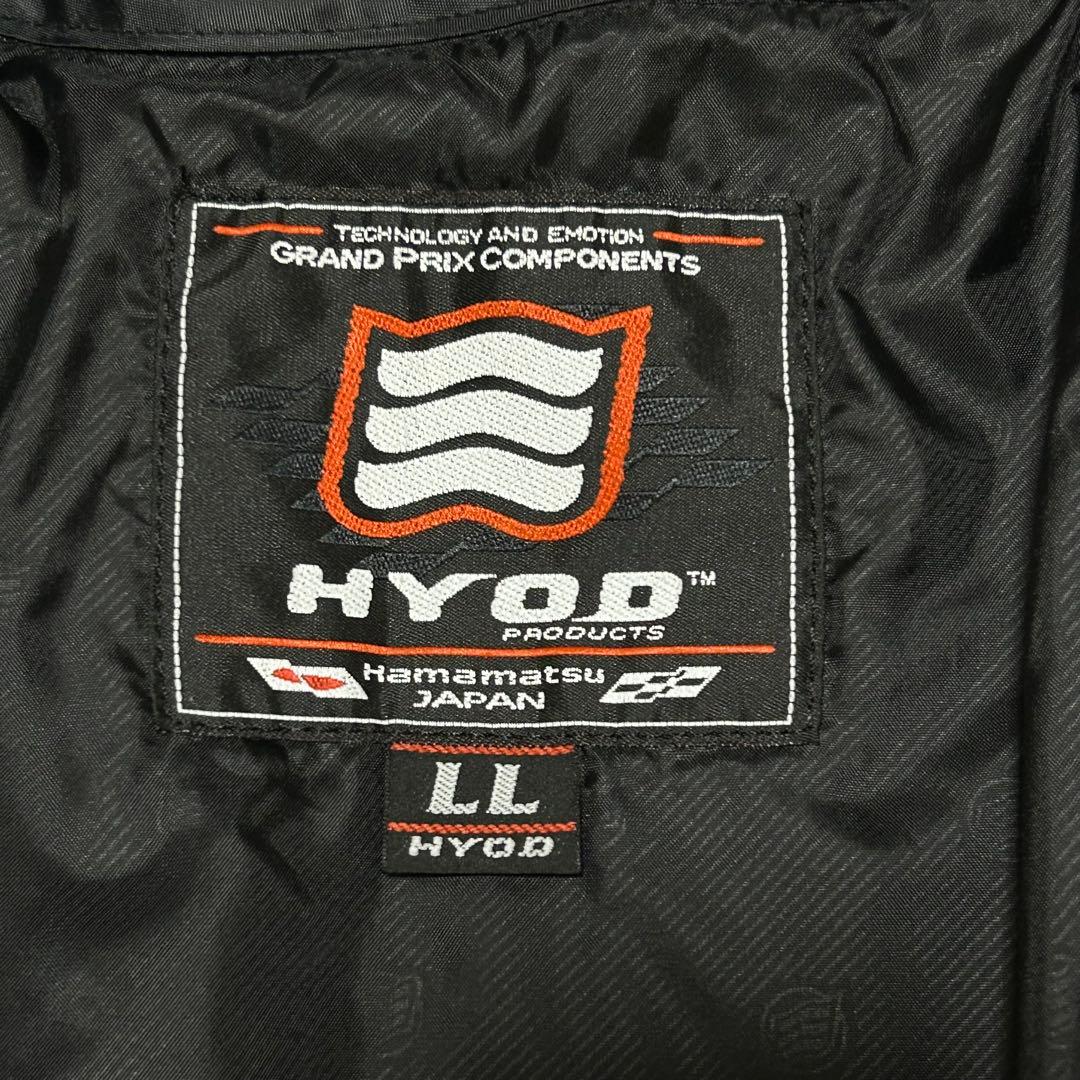 TECHNOLOGY AND EMOTION
GRAND PRIX COMPONENTS
HYOD™
PRODUCTS
Hamamatsu
JAPAN
LL
HYOD